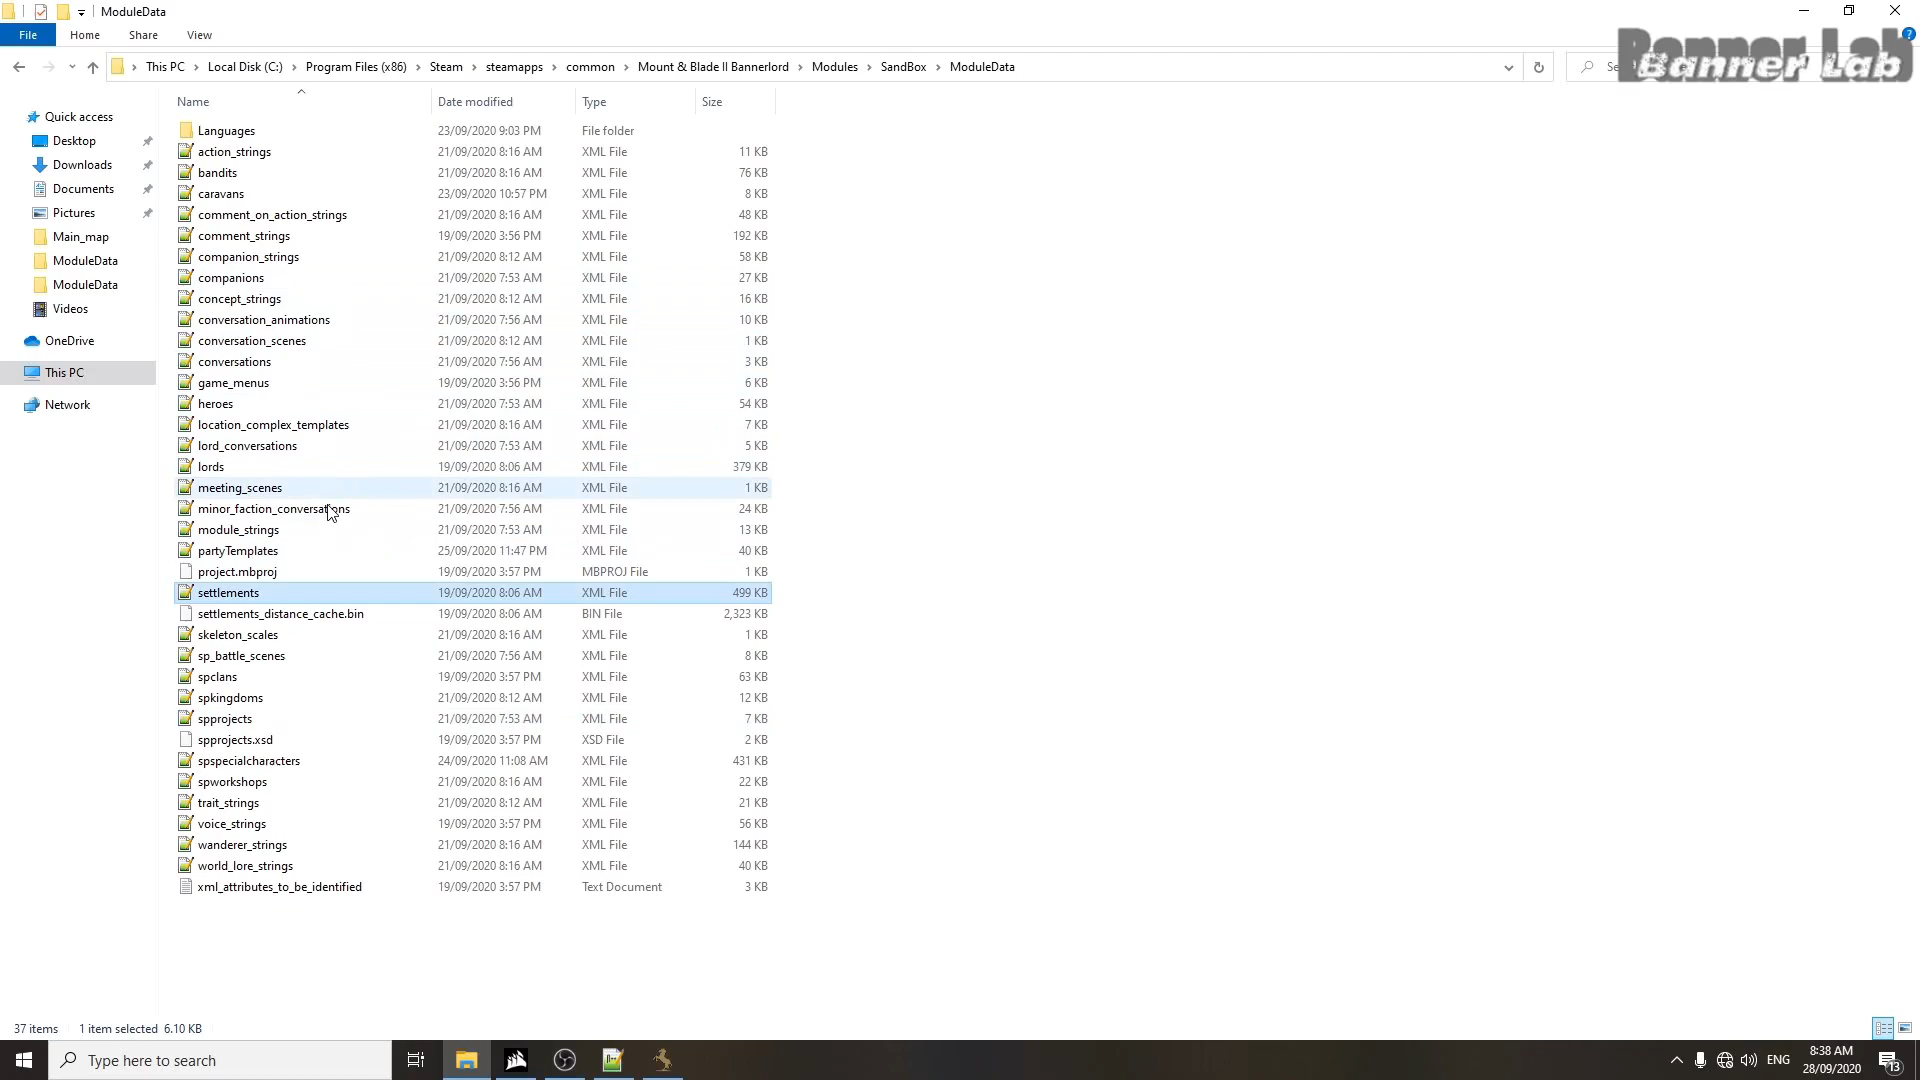 ModuleData
File Home Share View
This PC Local Disk (C:) Program Files (x86) Steam steamapps common Mount & Blade II Bannerlord Modules SandBox ModuleData
Banner Lab
Name Date modified Type Size
Quick access
Desktop
Downloads
Documents
Pictures
Main_map
ModuleData
ModuleData
Videos
OneDrive
This PC
Network
Languages 23/09/2020 9:03 PM File folder
action_strings 21/09/2020 8:16 AM XML File 11 KB
bandits 21/09/2020 8:16 AM XML File 76 KB
caravans 23/09/2020 10:57 PM XML File 8 KB
comment_on_action_strings 21/09/2020 8:16 AM XML File 48 KB
comment_strings 19/09/2020 3:56 PM XML File 192 KB
companion_strings 21/09/2020 8:12 AM XML File 58 KB
companions 21/09/2020 7:53 AM XML File 27 KB
concept_strings 21/09/2020 8:12 AM XML File 16 KB
conversation_animations 21/09/2020 7:56 AM XML File 10 KB
conversation_scenes 21/09/2020 8:12 AM XML File 1 KB
conversations 21/09/2020 7:56 AM XML File 3 KB
game_menus 19/09/2020 3:56 PM XML File 6 KB
heroes 21/09/2020 7:53 AM XML File 54 KB
location_complex_templates 21/09/2020 8:16 AM XML File 7 KB
lord_conversations 21/09/2020 7:53 AM XML File 5 KB
lords 19/09/2020 8:06 AM XML File 379 KB
meeting_scenes 21/09/2020 8:16 AM XML File 1 KB
minor_faction_conversations 21/09/2020 7:56 AM XML File 24 KB
module_strings 21/09/2020 7:53 AM XML File 13 KB
partyTemplates 25/09/2020 11:47 PM XML File 40 KB
project.mbproj 19/09/2020 3:57 PM MBPROJ File 1 KB
settlements 19/09/2020 8:06 AM XML File 499 KB
settlements_distance_cache.bin 19/09/2020 8:06 AM BIN File 2,323 KB
skeleton_scales 21/09/2020 8:16 AM XML File 1 KB
sp_battle_scenes 21/09/2020 7:56 AM XML File 8 KB
spclans 19/09/2020 3:57 PM XML File 63 KB
spkingdoms 21/09/2020 8:12 AM XML File 12 KB
spprojects 21/09/2020 7:53 AM XML File 7 KB
spprojects.xsd 19/09/2020 3:57 PM XSD File 2 KB
spspecialcharacters 24/09/2020 11:08 AM XML File 431 KB
spworkshops 21/09/2020 8:16 AM XML File 22 KB
trait_strings 21/09/2020 8:12 AM XML File 21 KB
voice_strings 19/09/2020 3:57 PM XML File 56 KB
wanderer_strings 21/09/2020 8:16 AM XML File 144 KB
world_lore_strings 21/09/2020 8:16 AM XML File 40 KB
xml_attributes_to_be_identified 19/09/2020 3:57 PM Text Document 3 KB
37 items 1 item selected 6.10 KB
Type here to search
ENG
8:38 AM
28/09/2020
13